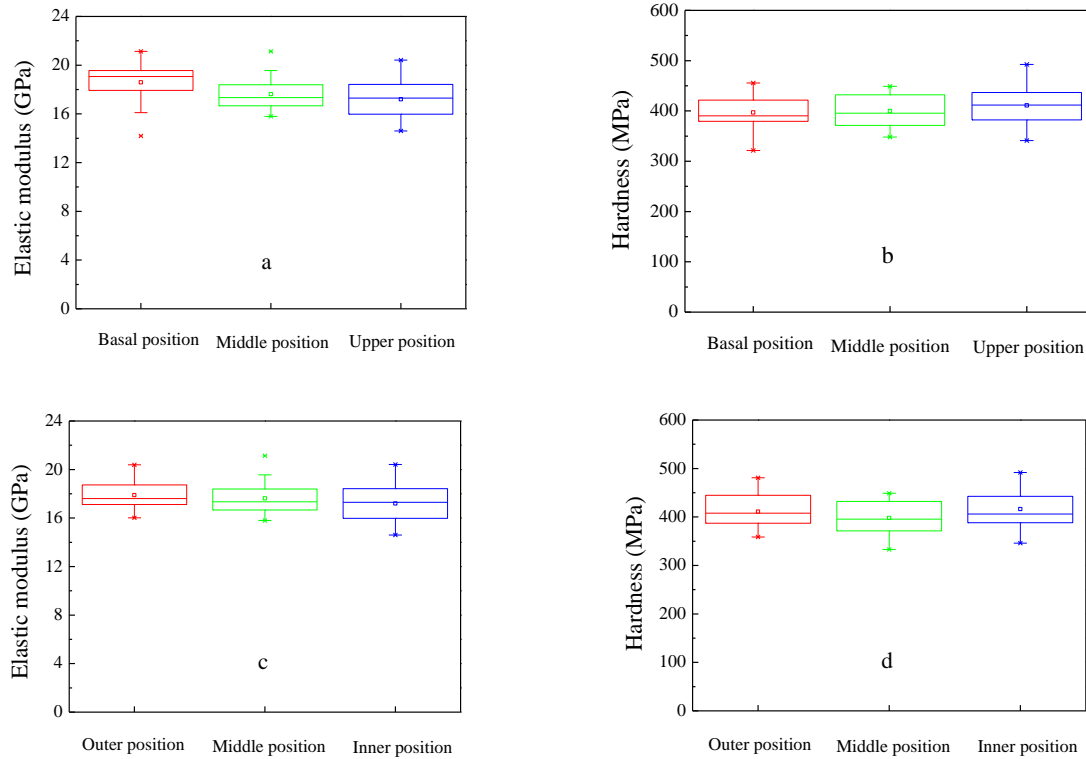 Elastic modulus (GPa)
24
20
16
12
8
4
0
a
Basal position
Middle position
Upper position
Hardness (MPa)
600
500
400
300
200
100
0
b
Basal position
Middle position
Upper position
Elastic modulus (GPa)
24
20
16
12
8
4
0
c
Outer position
Middle position
Inner position
Hardness (MPa)
600
500
400
300
200
100
0
d
Outer position
Middle position
Inner position